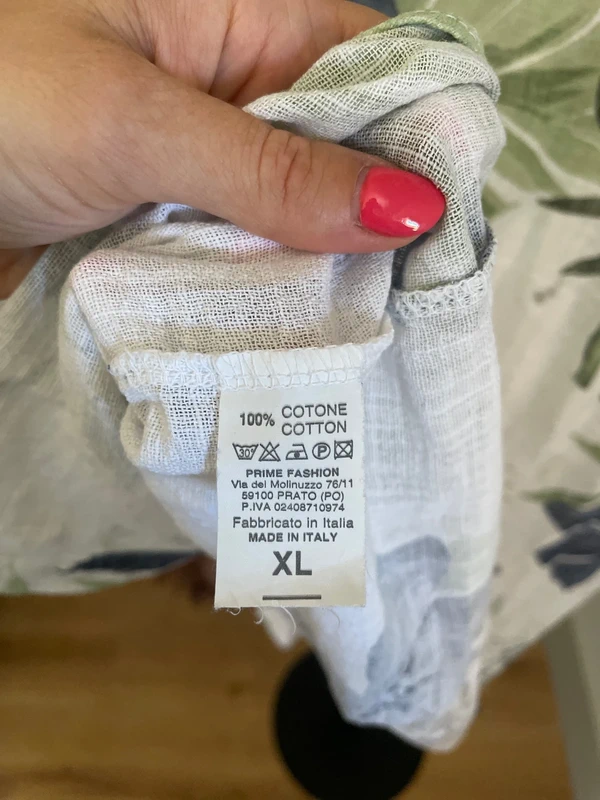 100% COTONE
COTTON
30°
P
PRIME FASHION
Via del Molinuzzo 76/11
59100 PRATO (PO)
P.IVA 02408710974
Fabbricato in Italia
MADE IN ITALY
XL